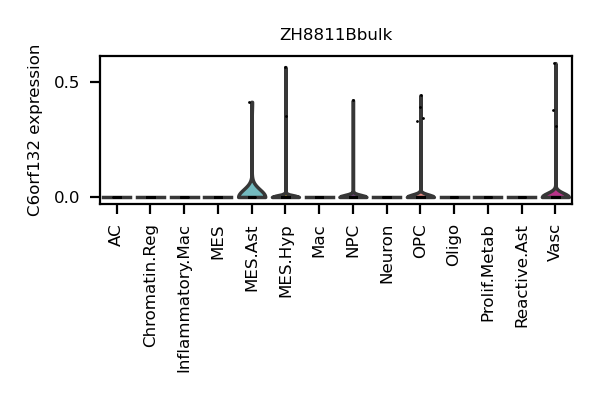 ZH8811Bbulk
C6orf132 expression
0.5
0.0
AC
Chromatin.Reg
Inflammatory.Mac
MES
MES.Ast
MES.Hyp
Mac
NPC
Neuron
OPC
Oligo
Prolif.Metab
Reactive.Ast
Vasc